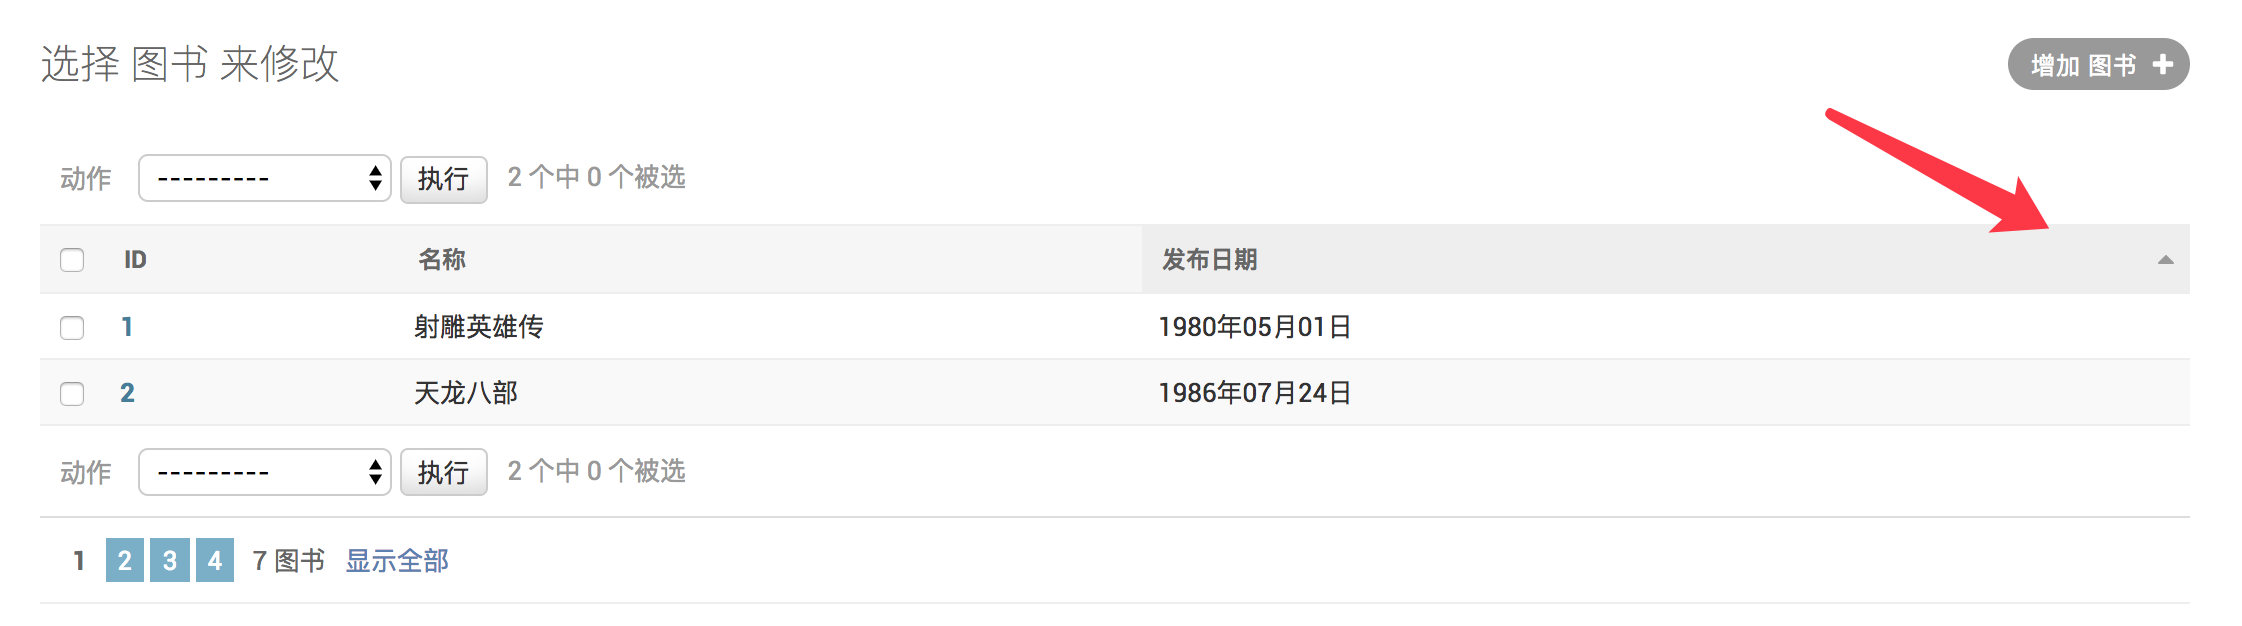 选择 图书 来修改
增加 图书 +
动作 --------- 执行 2 个中 0 个被选
ID 名称 发布日期
1 射雕英雄传 1980年05月01日
2 天龙八部 1986年07月24日
动作 --------- 执行 2 个中 0 个被选
1 2 3 4 7 图书 显示全部